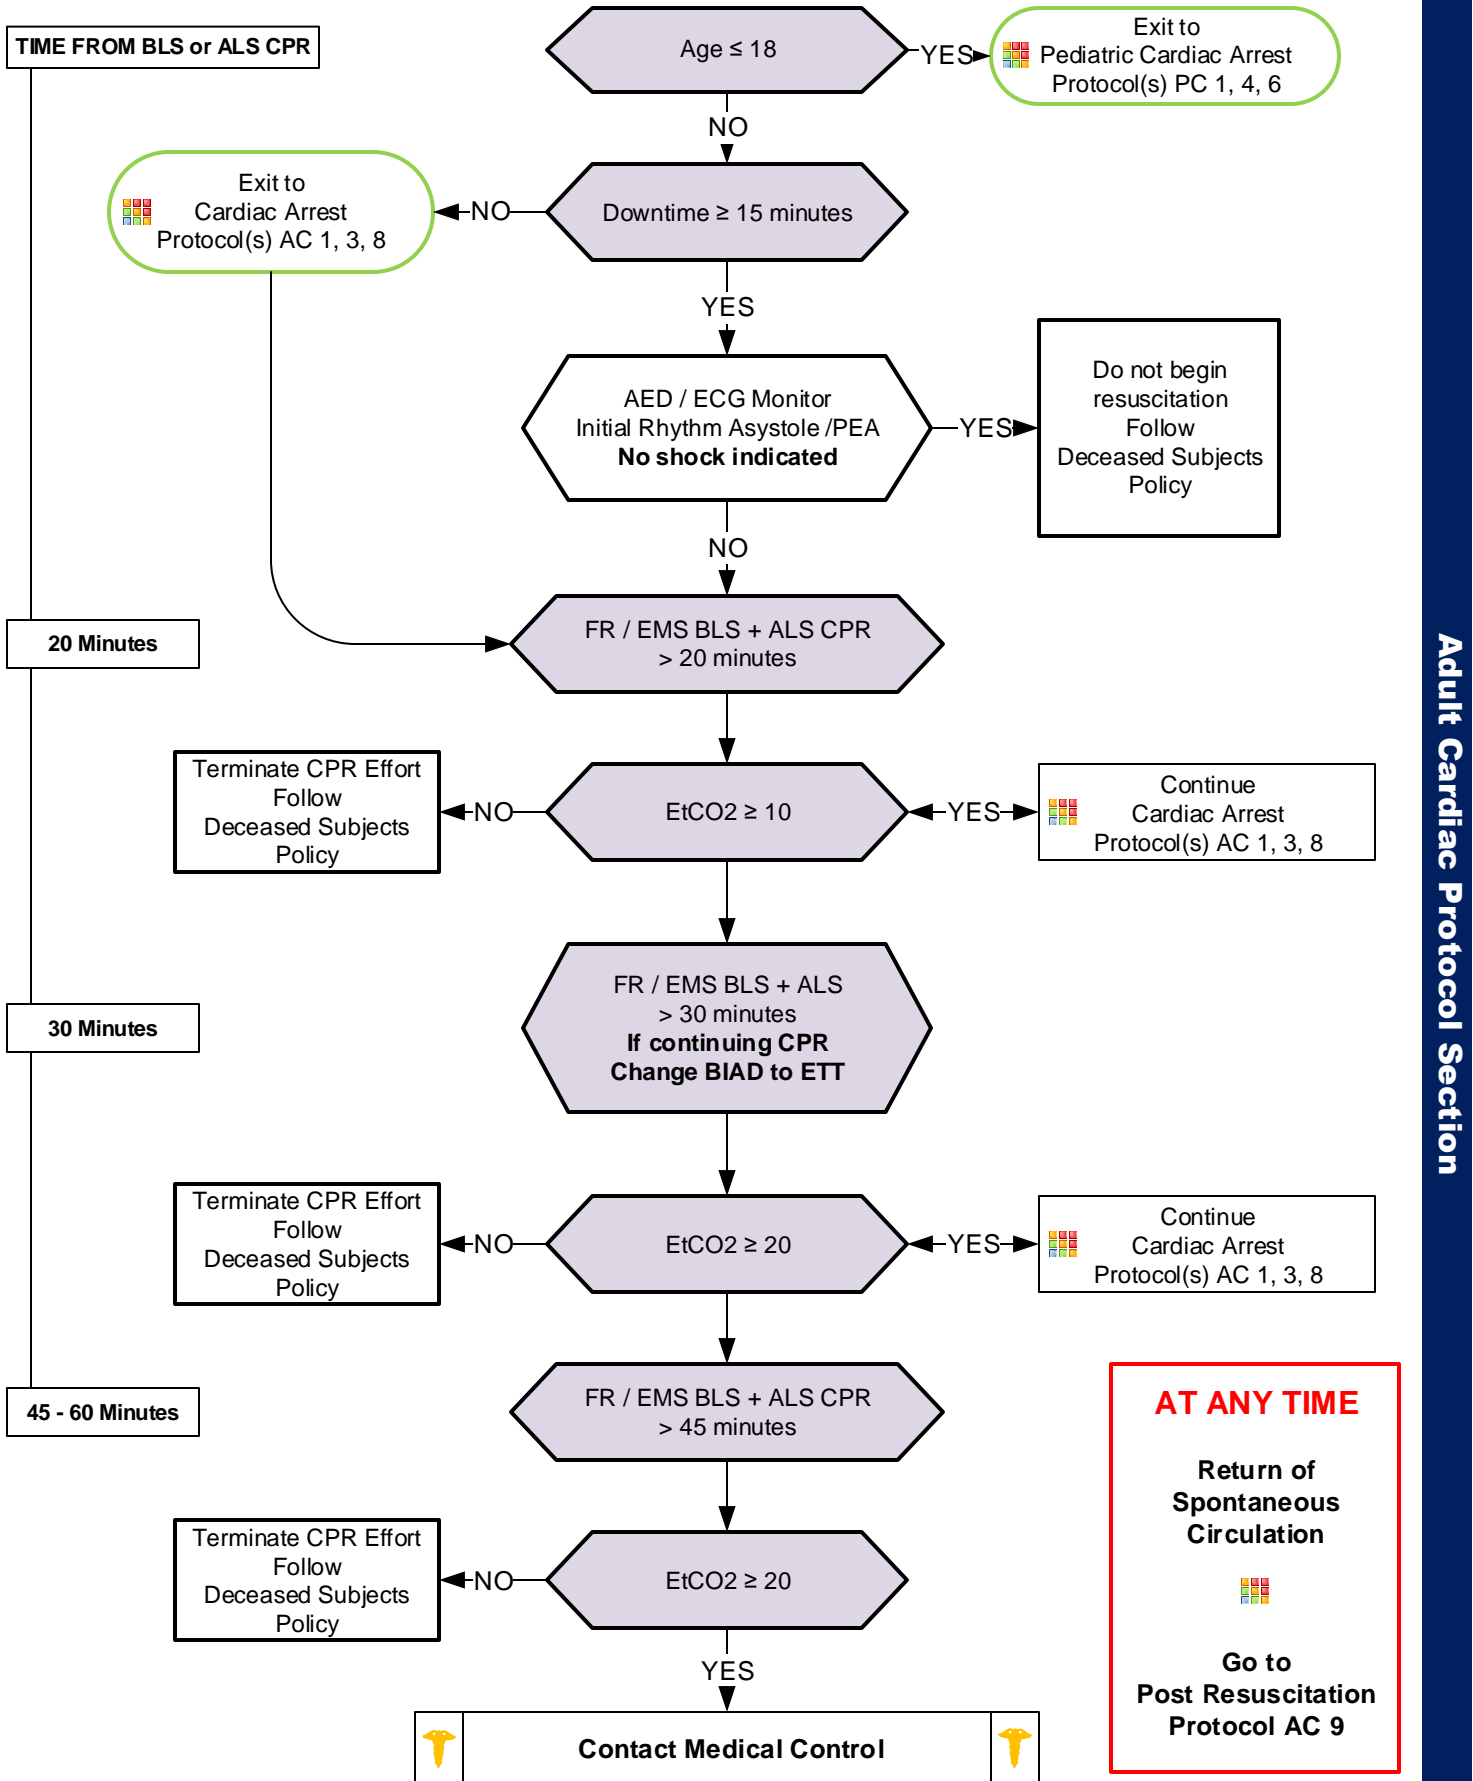 TIME FROM BLS or ALS CPR
Age ≤ 18
YES
Exit to
Pediatric Cardiac Arrest
Protocol(s) PC 1, 4, 6
NO
Exit to
Cardiac Arrest
Protocol(s) AC 1, 3, 8
NO
Downtime ≥ 15 minutes
YES
AED / ECG Monitor
Initial Rhythm Asystole /PEA
No shock indicated
YES
Do not begin
resuscitation
Follow
Deceased Subjects
Policy
NO
20 Minutes
FR / EMS BLS + ALS CPR
> 20 minutes
Terminate CPR Effort
Follow
Deceased Subjects
Policy
NO
EtCO2 ≥ 10
YES
Continue
Cardiac Arrest
Protocol(s) AC 1, 3, 8
30 Minutes
FR / EMS BLS + ALS
> 30 minutes
If continuing CPR
Change BIAD to ETT
Terminate CPR Effort
Follow
Deceased Subjects
Policy
NO
EtCO2 ≥ 20
YES
Continue
Cardiac Arrest
Protocol(s) AC 1, 3, 8
45 - 60 Minutes
FR / EMS BLS + ALS CPR
> 45 minutes
Terminate CPR Effort
Follow
Deceased Subjects
Policy
NO
EtCO2 ≥ 20
YES
Contact Medical Control
AT ANY TIME
Return of
Spontaneous
Circulation
Go to
Post Resuscitation
Protocol AC 9
Adult Cardiac Protocol Section